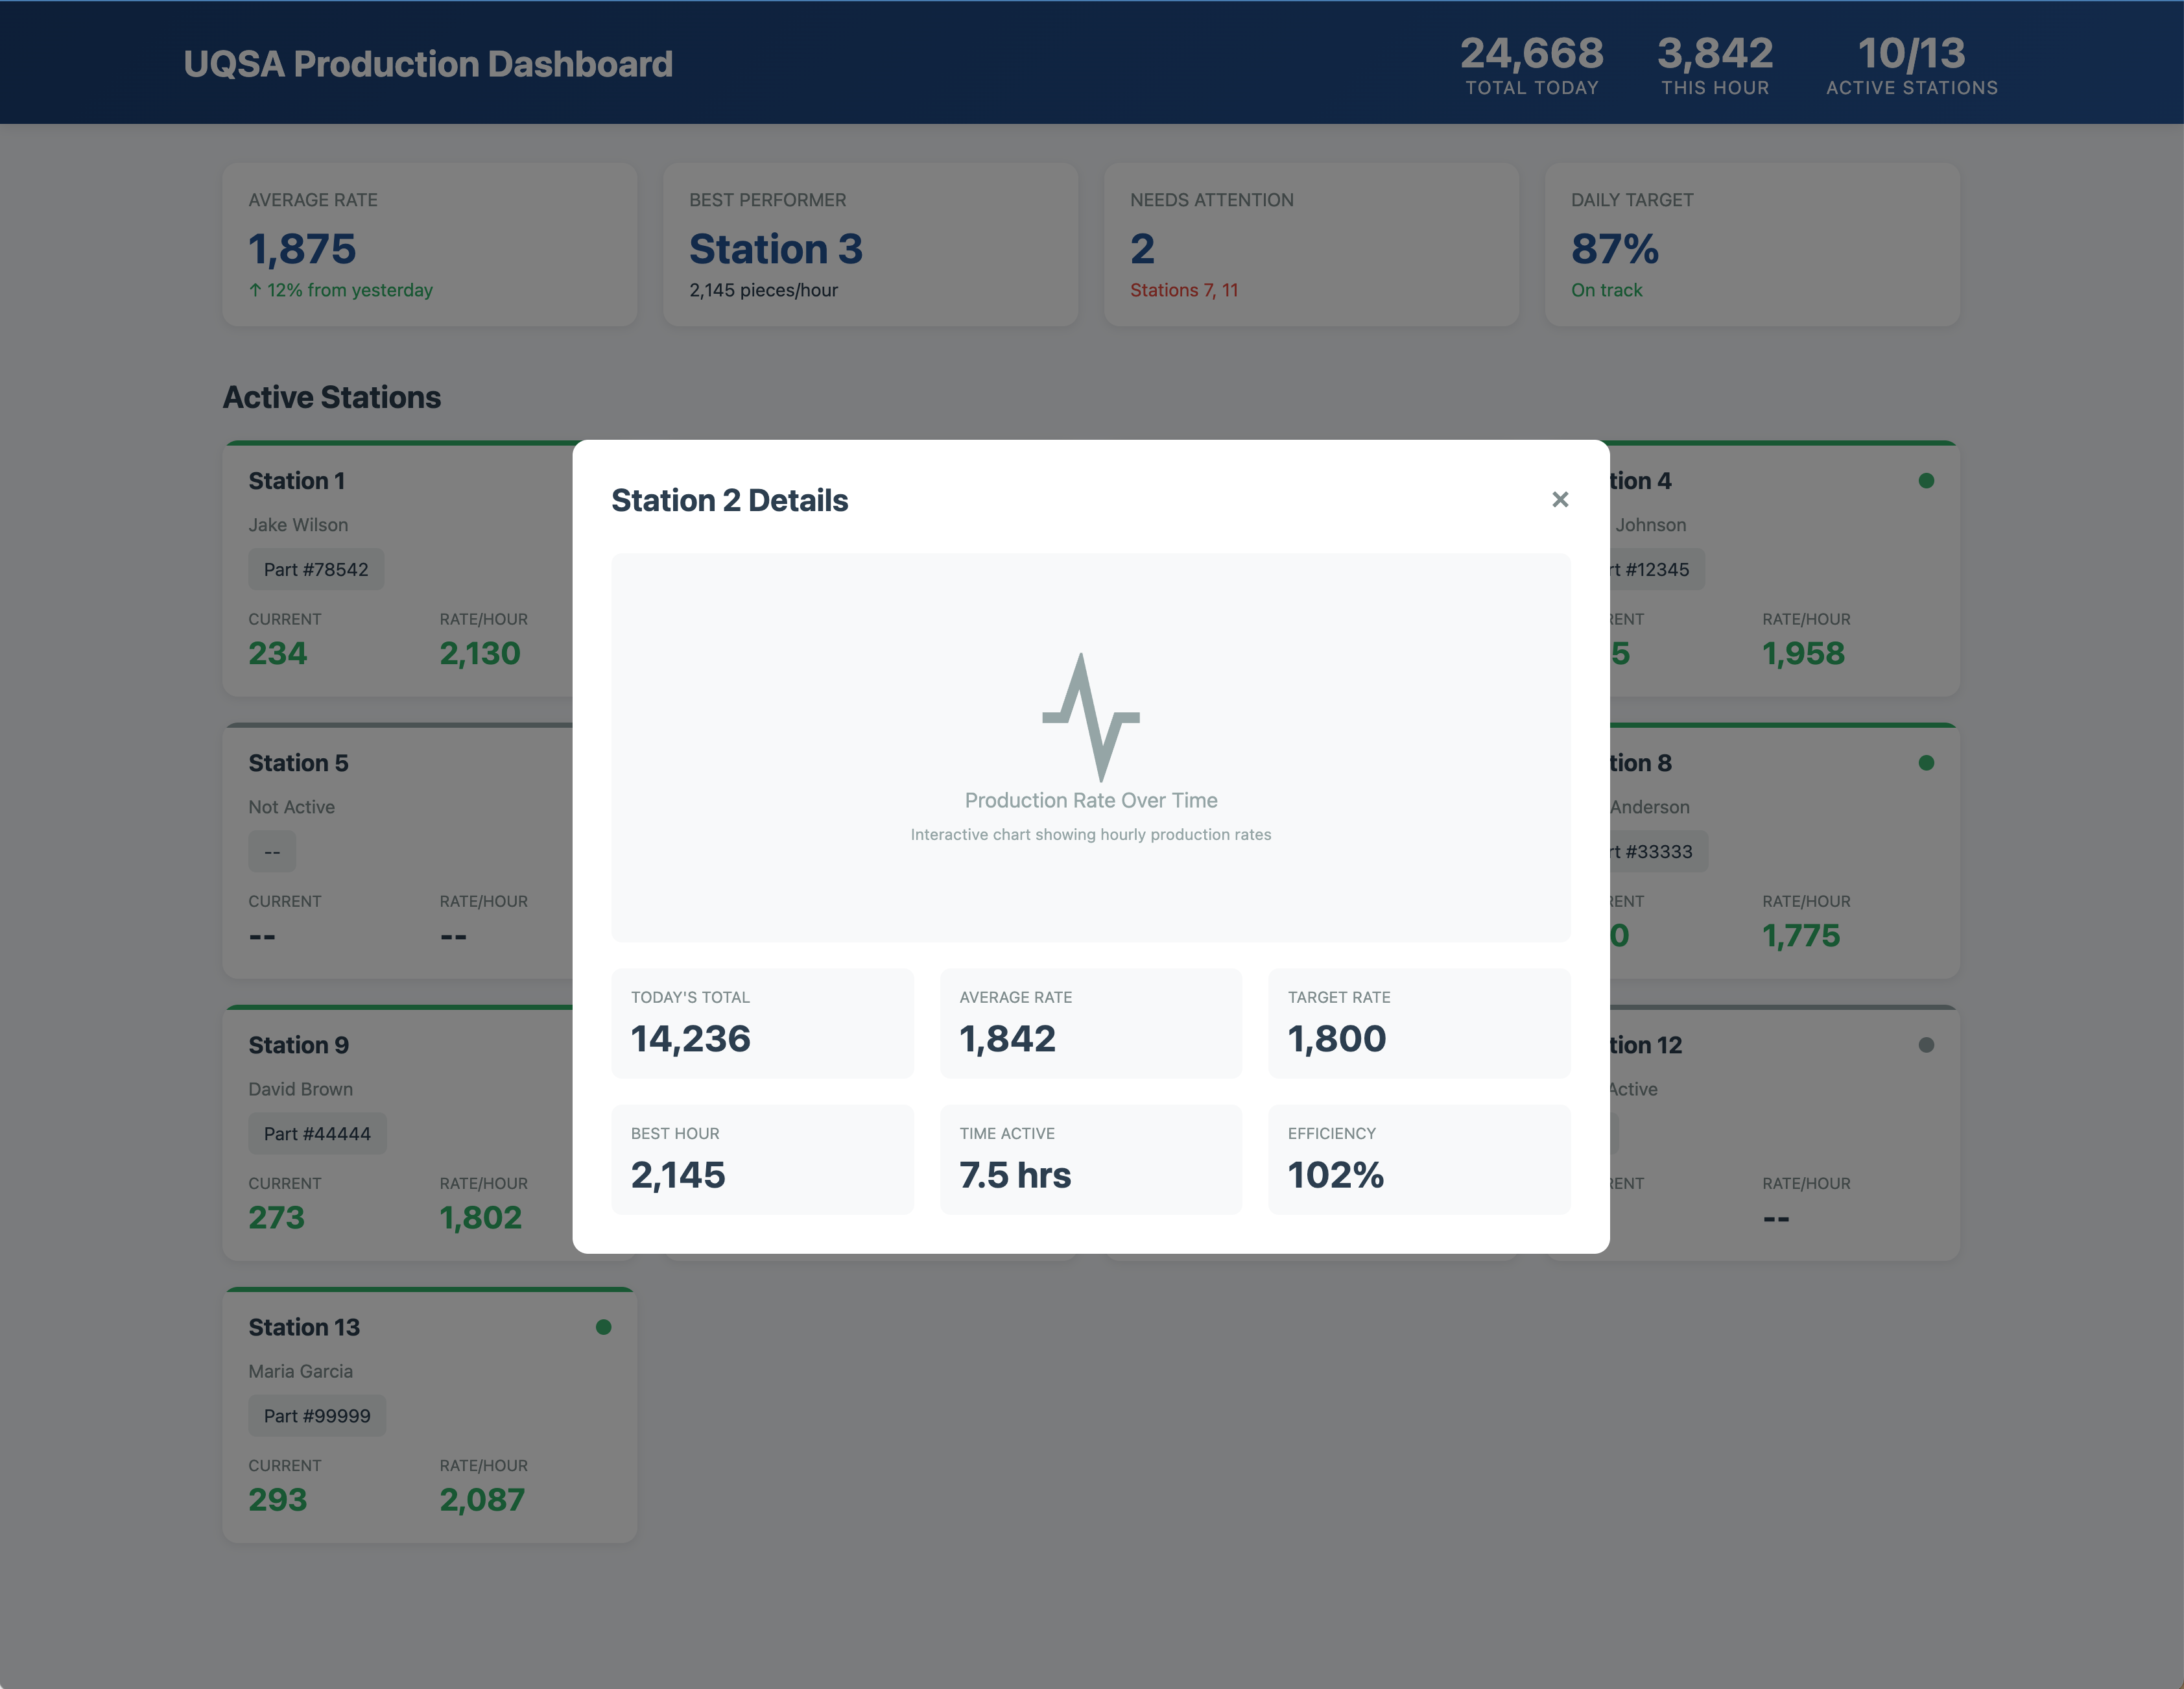 UQSA Production Dashboard
24,668
TOTAL TODAY
3,842
THIS HOUR
10/13
ACTIVE STATIONS
AVERAGE RATE
1,875
↑ 12% from yesterday
BEST PERFORMER
Station 3
2,145 pieces/hour
NEEDS ATTENTION
2
Stations 7, 11
DAILY TARGET
87%
On track
Active Stations
Station 1
Jake Wilson
Part #78542
CURRENT
RATE/HOUR
234
2,130
tion 4
Johnson
rt #12345
RENT
RATE/HOUR
5
1,958
Station 5
Not Active
--
CURRENT
RATE/HOUR
--
--
tion 8
Anderson
rt #33333
RENT
RATE/HOUR
0
1,775
Station 9
David Brown
Part #44444
CURRENT
RATE/HOUR
273
1,802
tion 12
Active
RENT
RATE/HOUR
--
Station 13
Maria Garcia
Part #99999
CURRENT
RATE/HOUR
293
2,087
Station 2 Details
×
Production Rate Over Time
Interactive chart showing hourly production rates
TODAY'S TOTAL
14,236
AVERAGE RATE
1,842
TARGET RATE
1,800
BEST HOUR
2,145
TIME ACTIVE
7.5 hrs
EFFICIENCY
102%